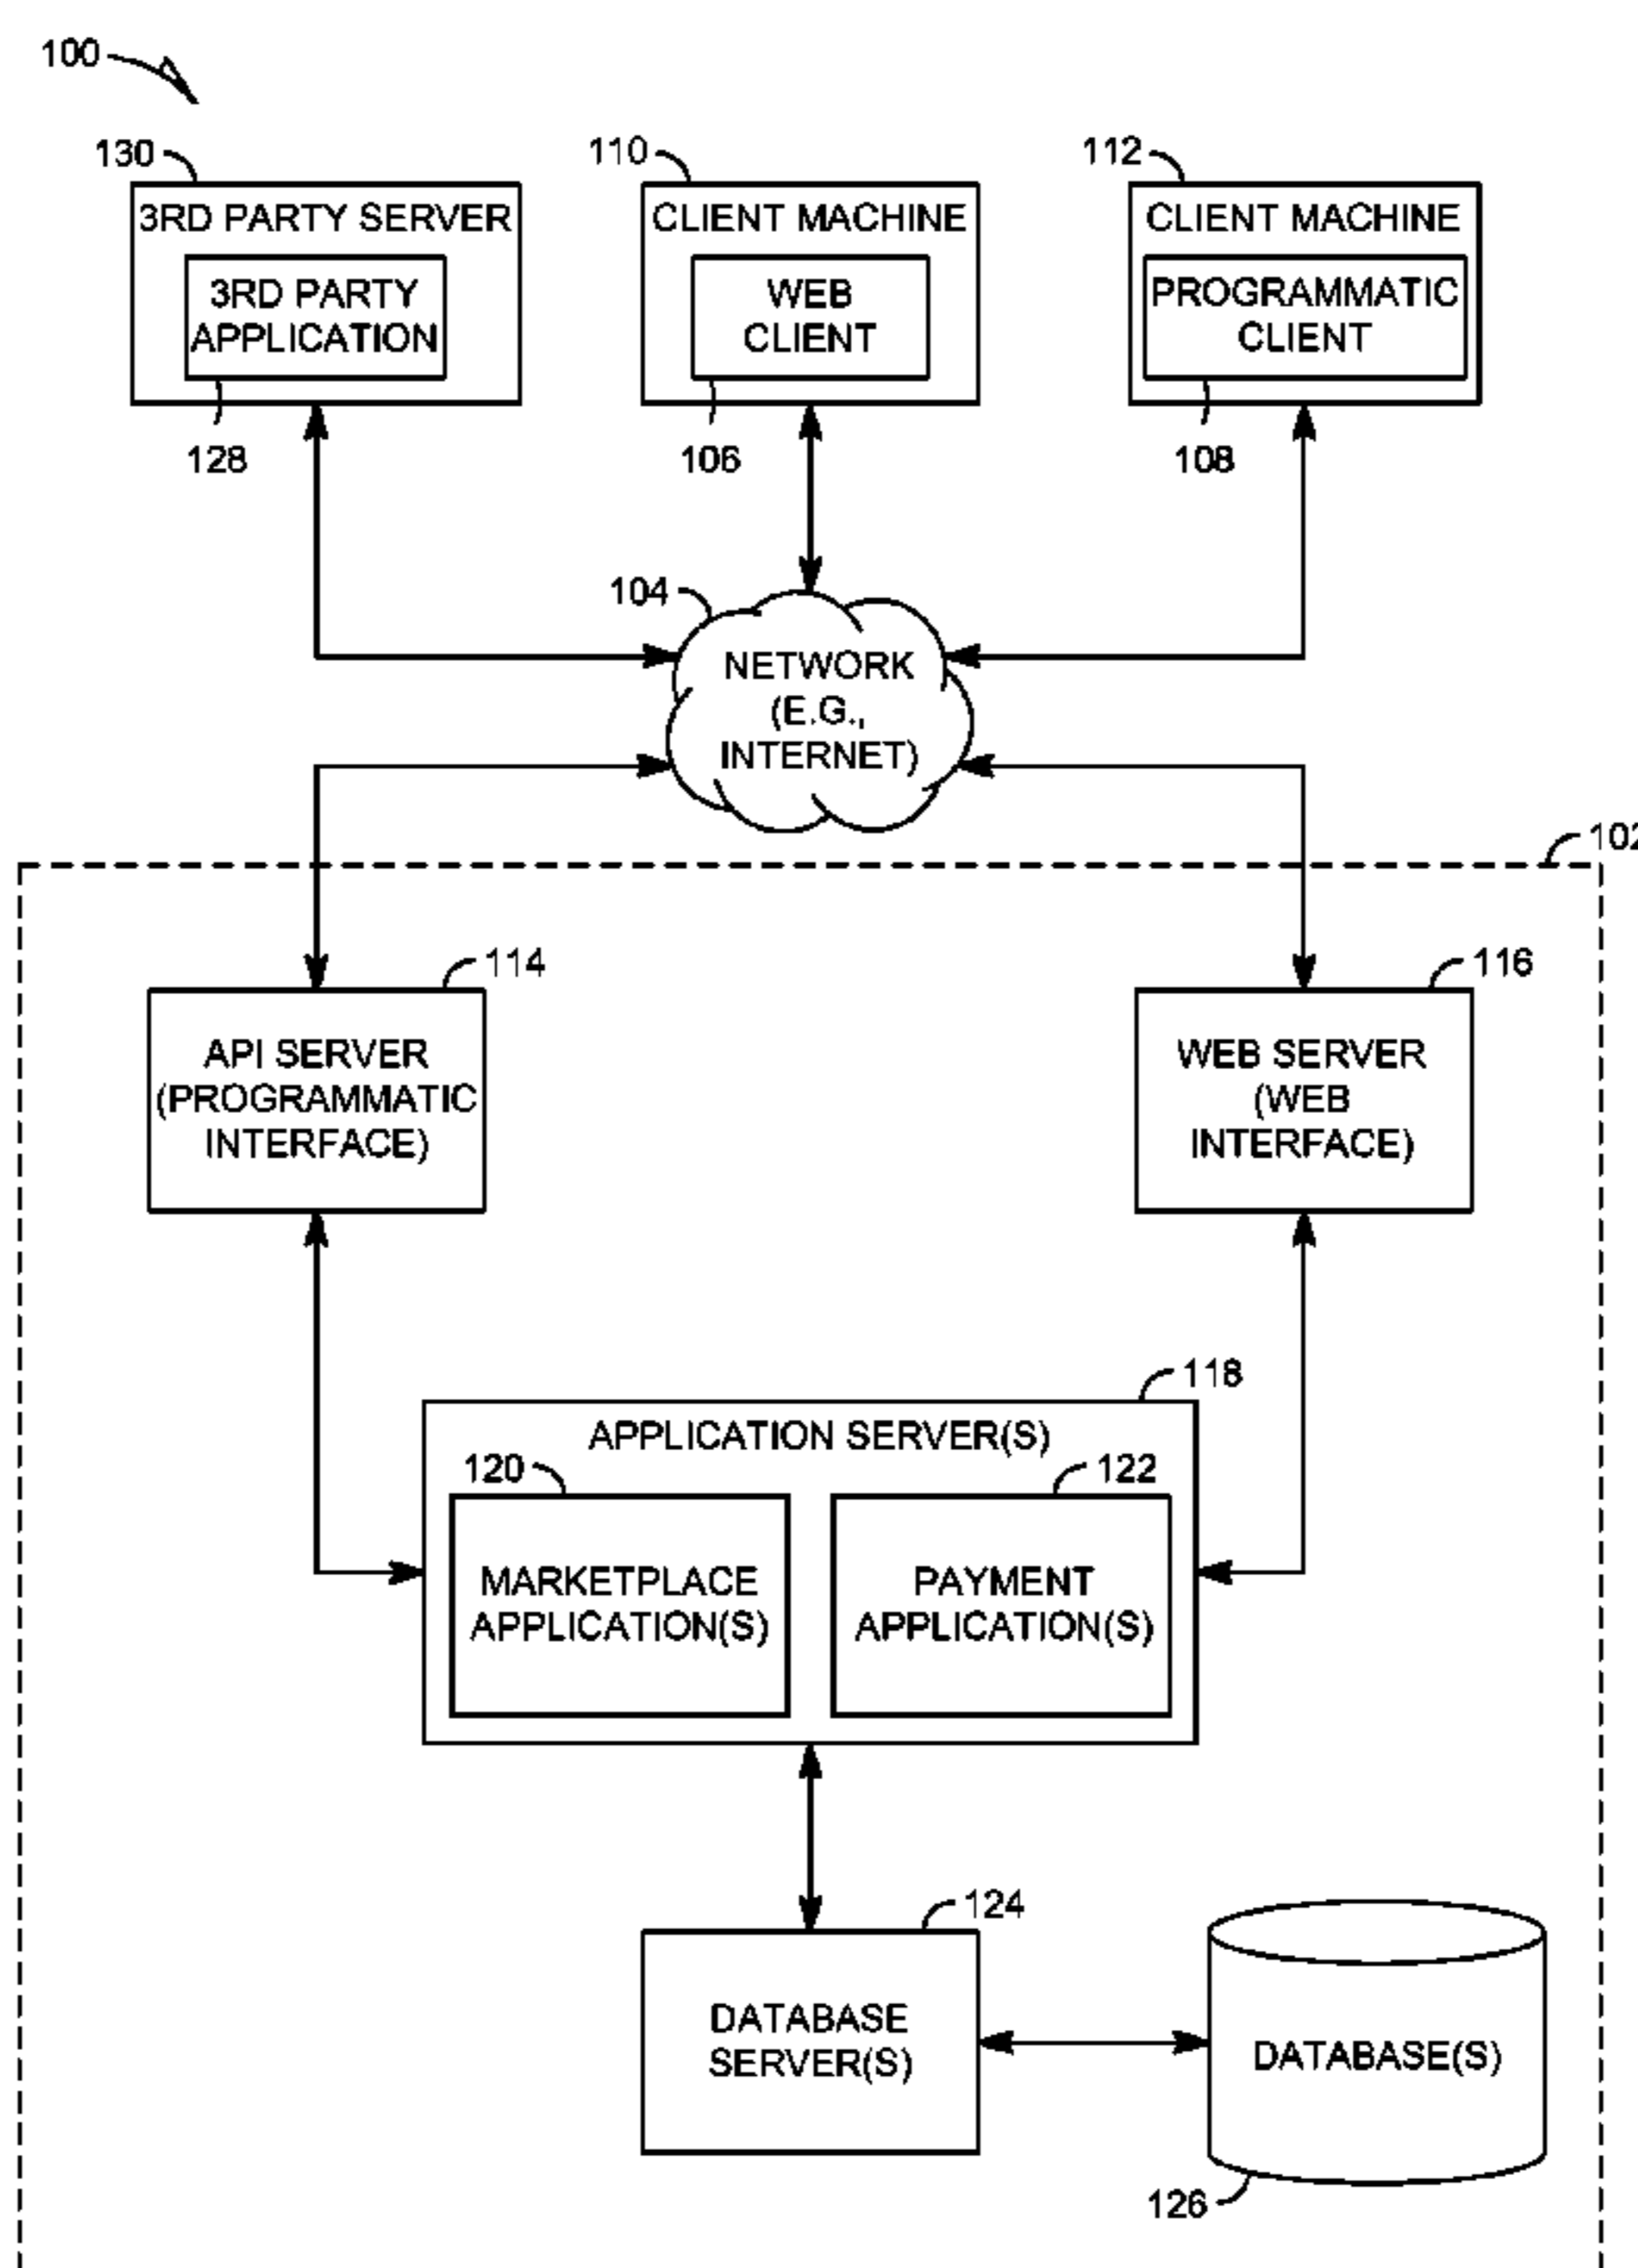 100
130
110
112
3RD PARTY SERVER
CLIENT MACHINE
CLIENT MACHINE
3RD PARTY
APPLICATION
WEB
CLIENT
PROGRAMMATIC
CLIENT
128
106
108
104
NETWORK
(E.G.,
INTERNET)
102
114
116
API SERVER
(PROGRAMMATIC
INTERFACE)
WEB SERVER
(WEB
INTERFACE)
118
APPLICATION SERVER(S)
120
122
MARKETPLACE
APPLICATION(S)
PAYMENT
APPLICATION(S)
124
DATABASE
SERVER(S)
DATABASE(S)
126